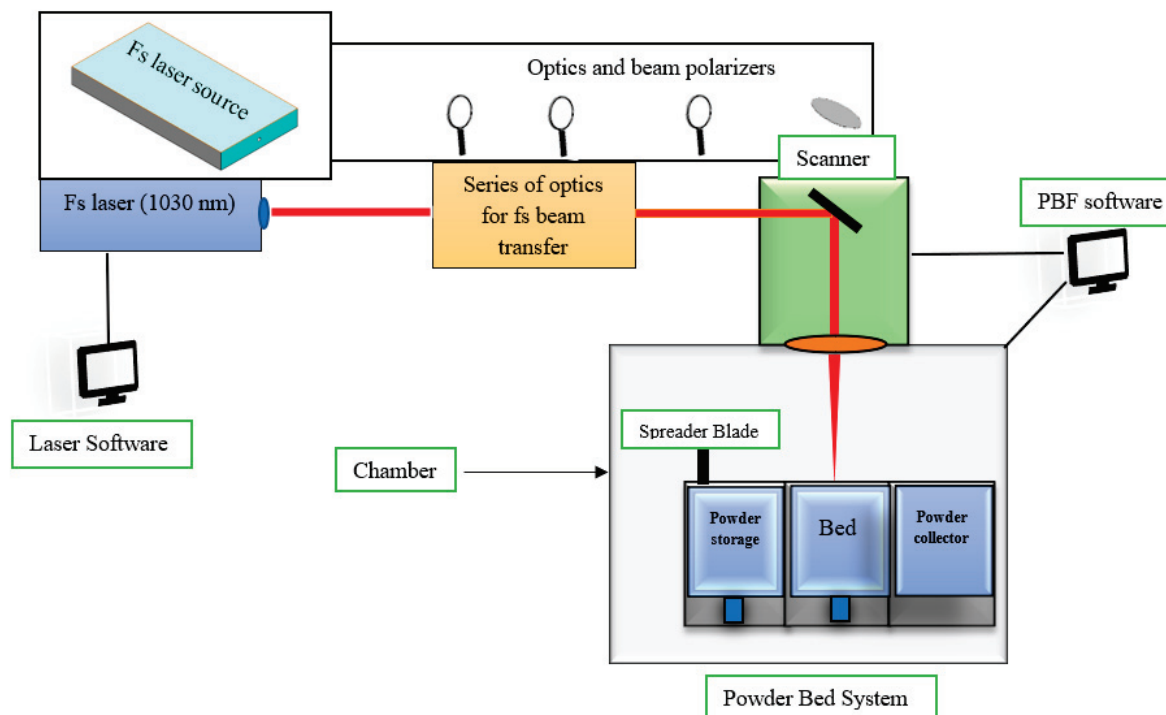 Fs laser source
Optics and beam polarizers
Scanner
Fs laser (1030 nm)
Series of optics
for fs beam
transfer
PBF software
Laser Software
Spreader Blade
Chamber
Powder
storage
Bed
Powder
collector
Powder Bed System